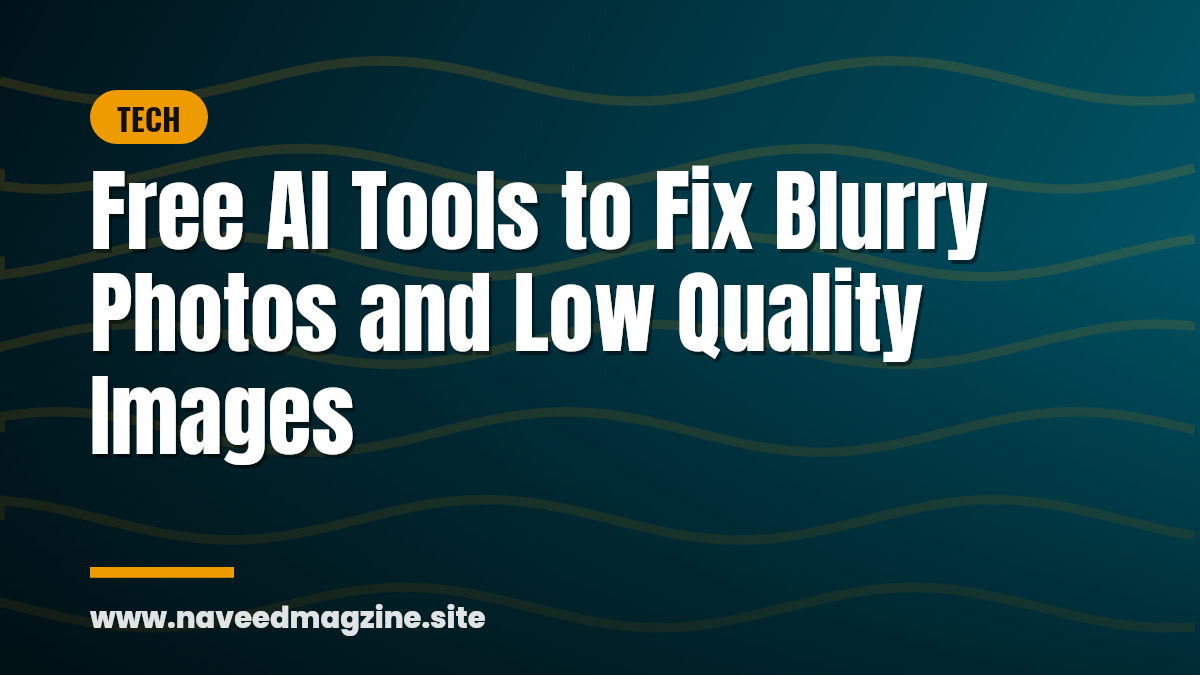 TECH
Free AI Tools to Fix Blurry
Photos and Low Quality
Images
www.naveedmagzine.site